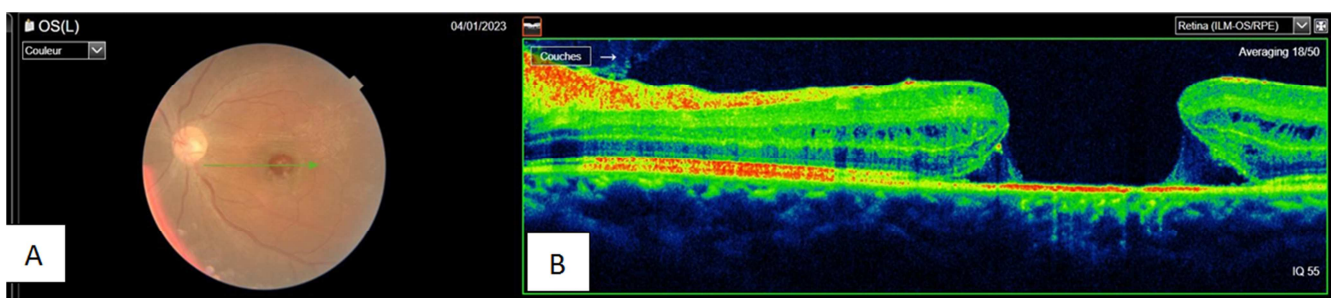 OS(L)
04/01/2023
Couleur
A
Retina (ILM-OS/RPE)
Couches →
Averaging 18/50
B
IQ 55